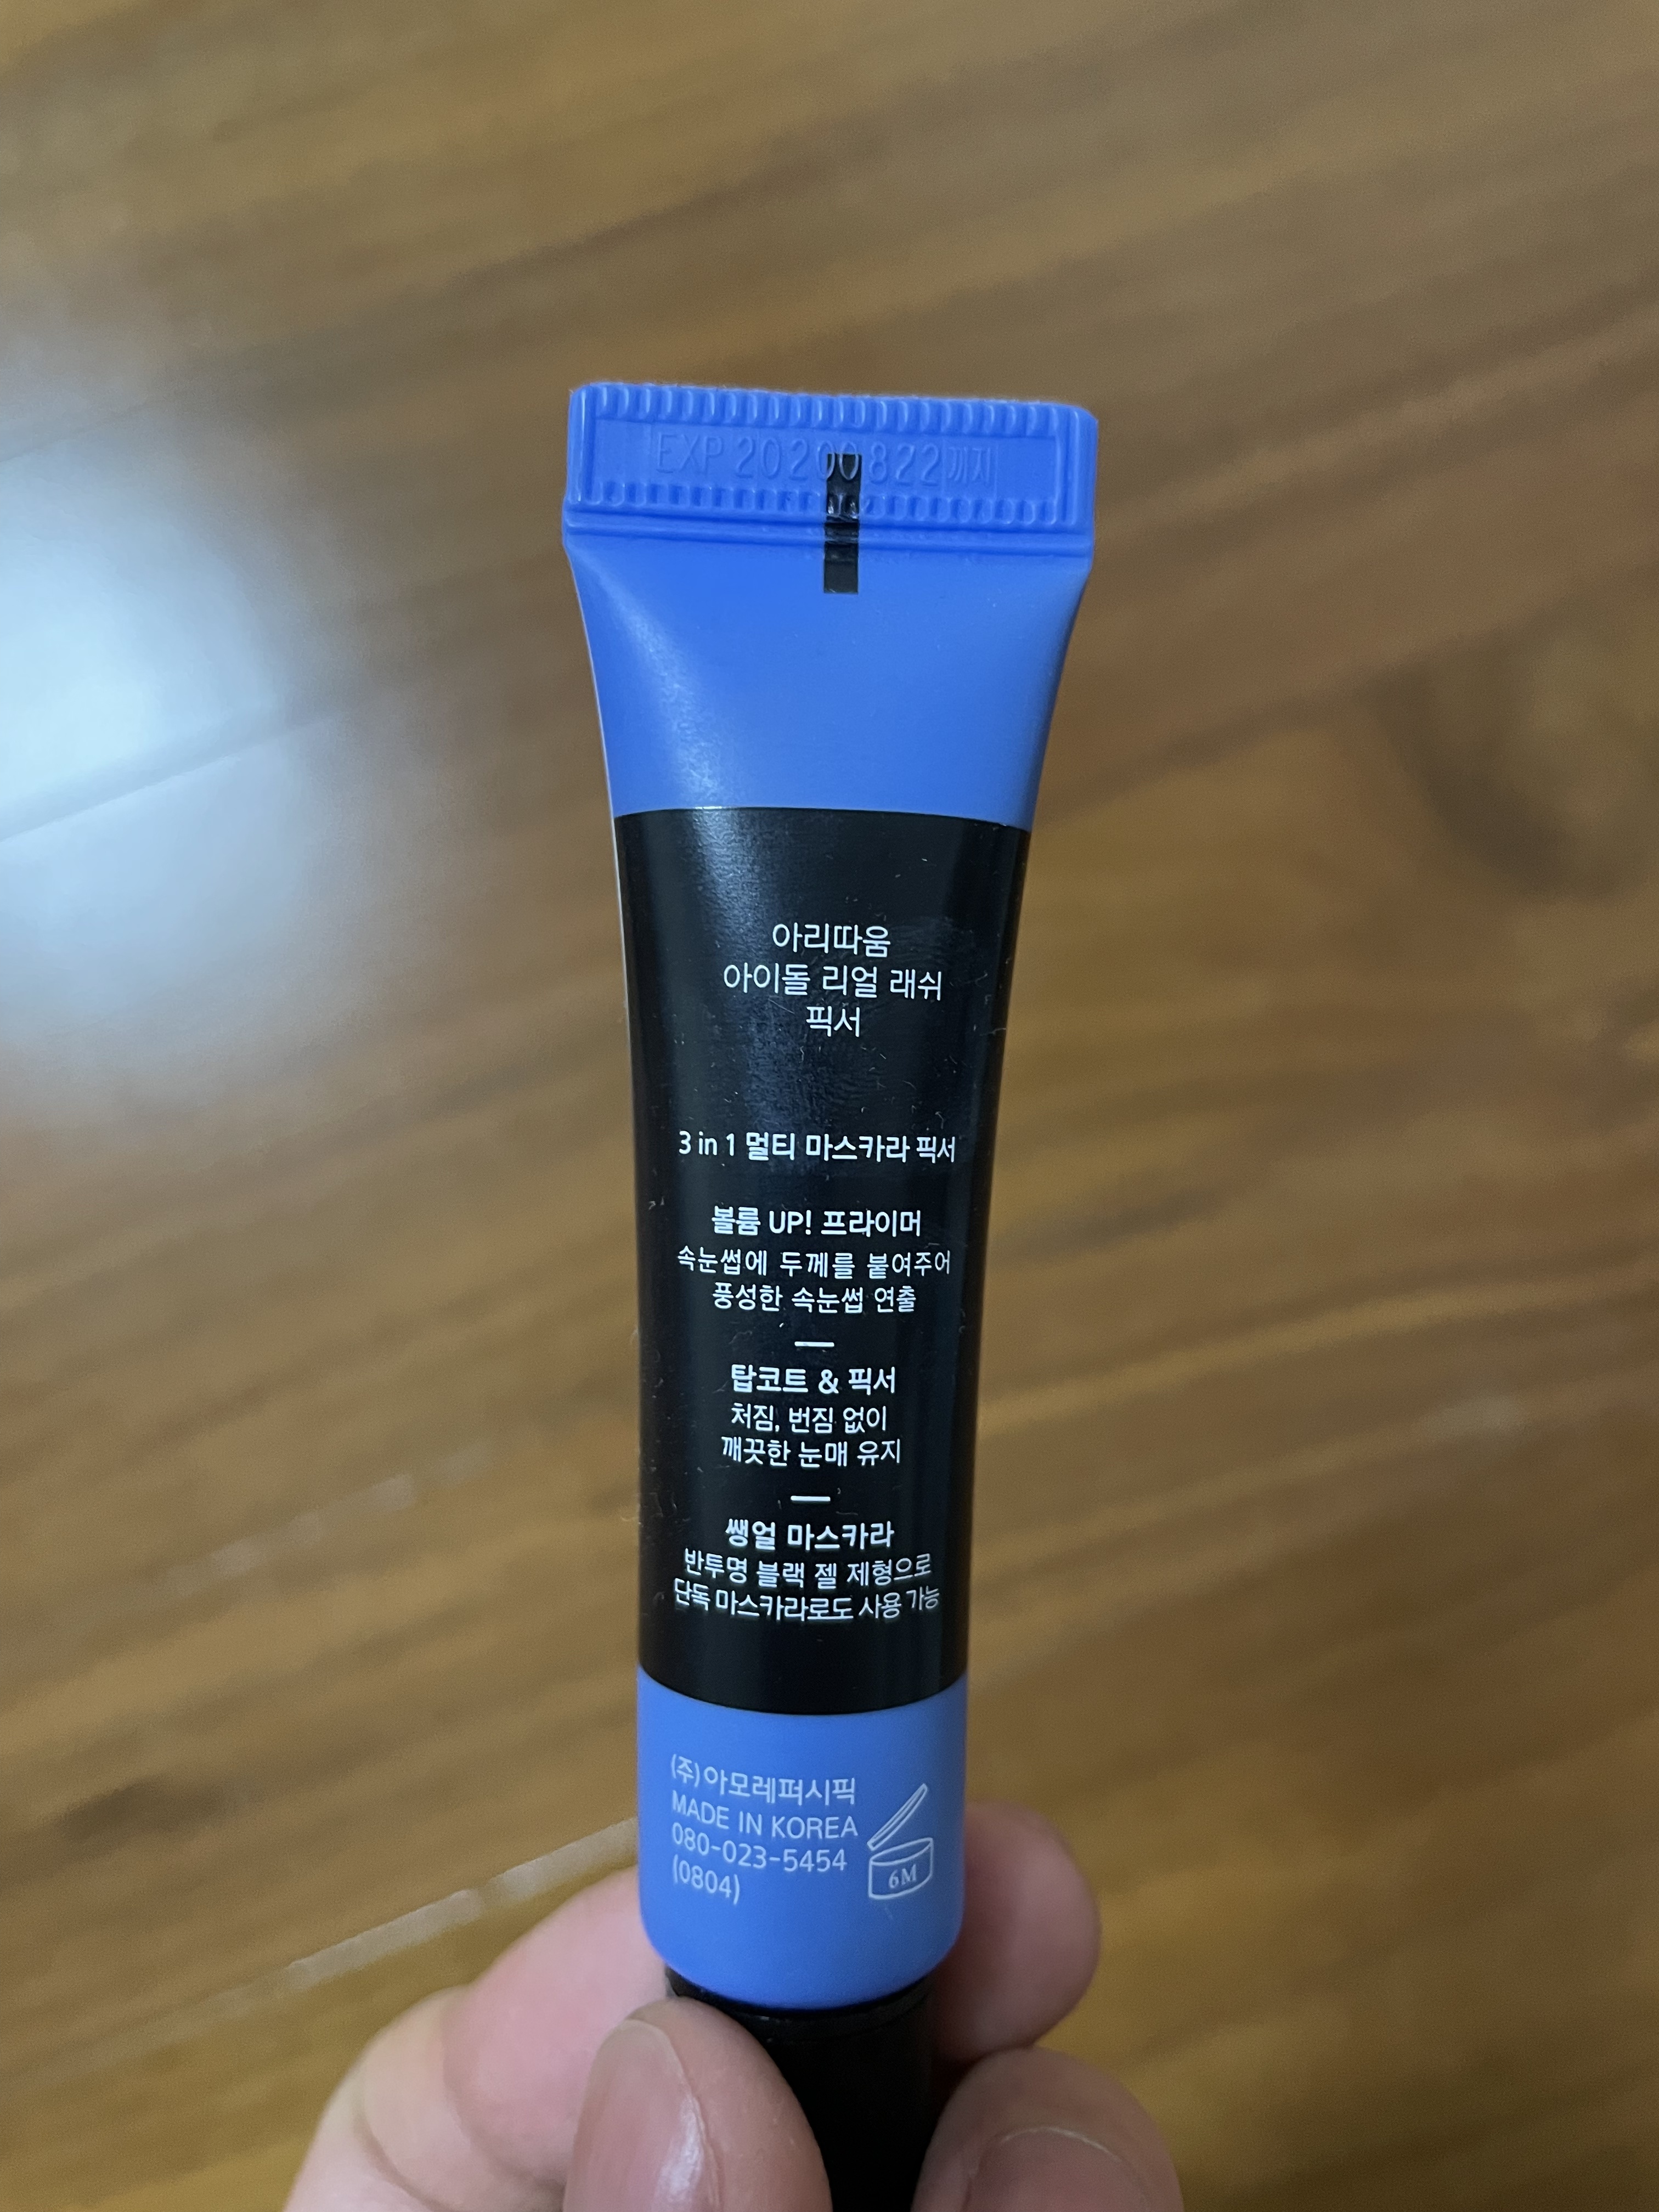 EXP 20200822까지
아리따움
아이돌 리얼 래쉬
픽서
3 in 1 멀티 마스카라 픽서
볼륨 UP! 프라이머
속눈썹에 두께를 붙여주어
풍성한 속눈썹 연출
탑코트 & 픽서
처짐, 번짐 없이
깨끗한 눈매 유지
쌩얼 마스카라
반투명 블랙 젤 제형으로
단독 마스카라로도 사용 가능
(주)아모레퍼시픽
MADE IN KOREA
080-023-5454
(0804)
6M